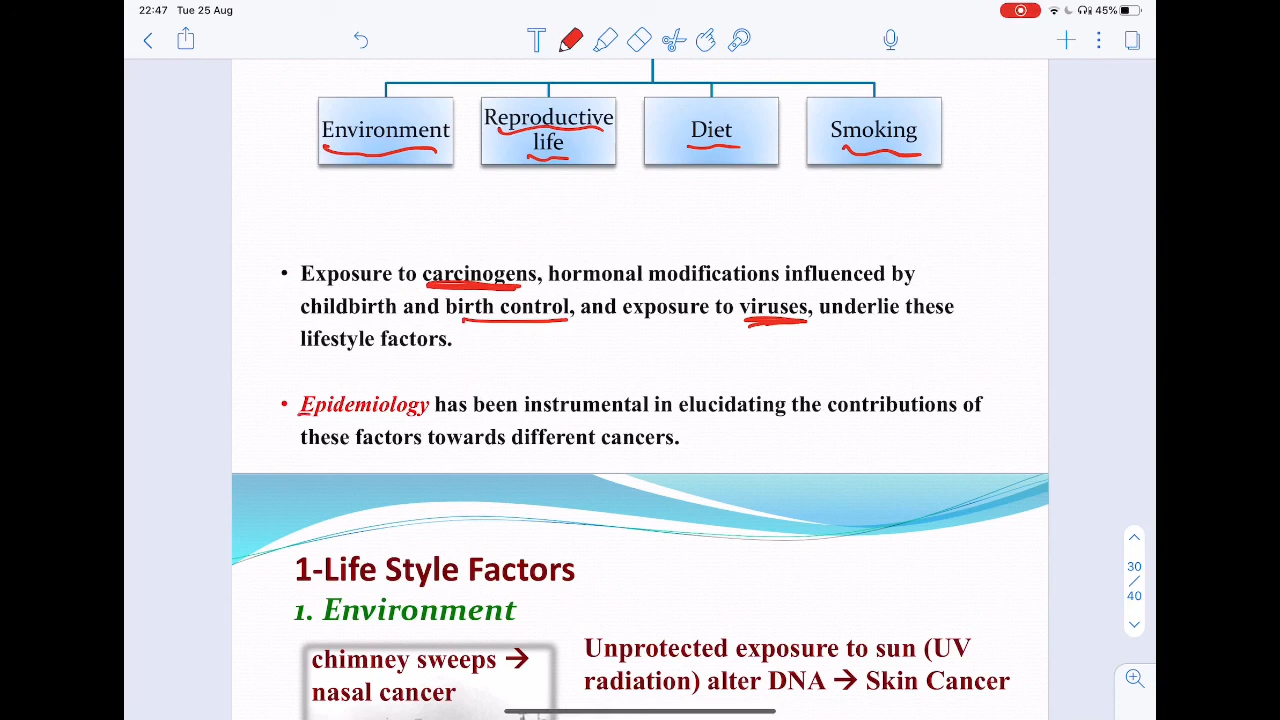 22:47 Tue 25 Aug
45%
Environment
Reproductive
life
Diet
Smoking
• Exposure to carcinogens, hormonal modifications influenced by
childbirth and birth control, and exposure to viruses, underlie these
lifestyle factors.
• Epidemiology has been instrumental in elucidating the contributions of
these factors towards different cancers.
1-Life Style Factors
1. Environment
chimney sweeps →
nasal cancer
Unprotected exposure to sun (UV
radiation) alter DNA → Skin Cancer
30
/
40